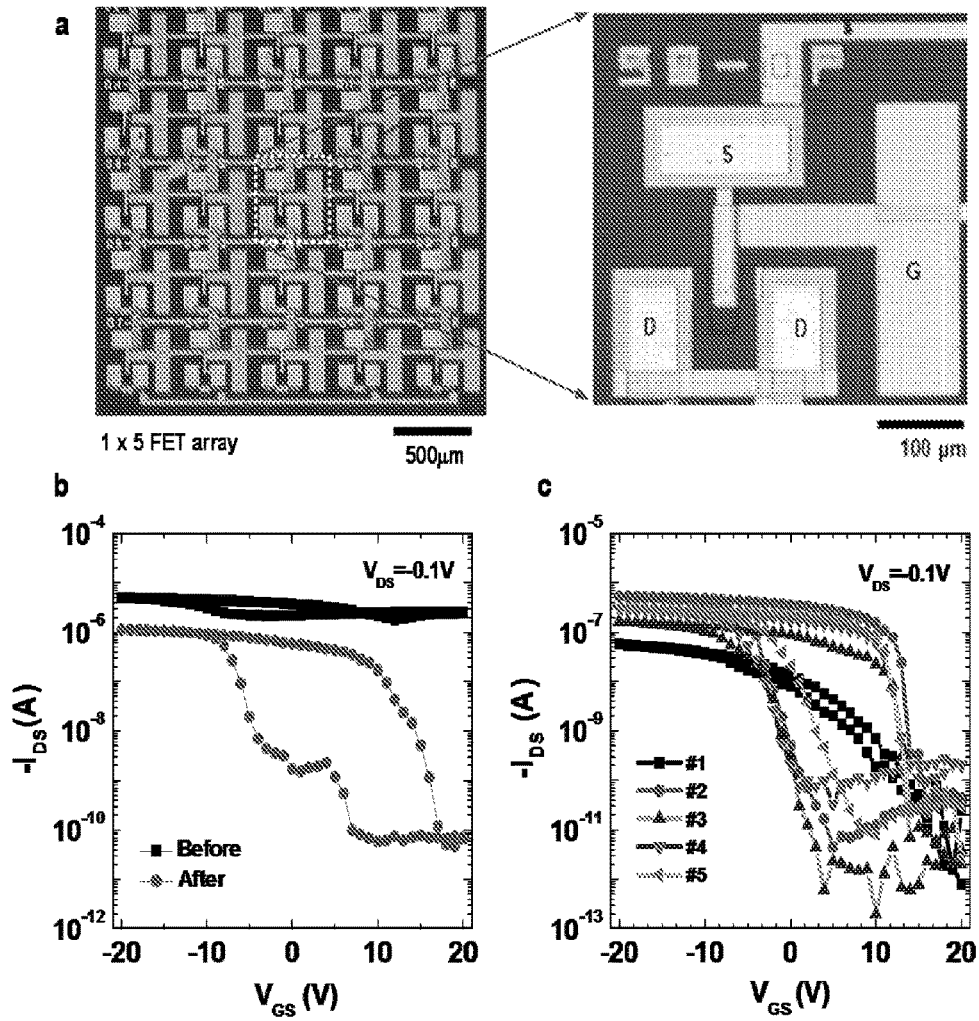 a
S
G
D D
1 x 5 FET array
500μm
100 μm
b
c
10⁻⁴
10⁻⁶
10⁻⁸
10⁻¹⁰
10⁻¹²
-I_DS (A)
V_DS=-0.1V
Before
After
-20 -10 0 10 20
V_GS (V)
10⁻⁵
10⁻⁷
10⁻⁹
10⁻¹¹
10⁻¹³
-I_DS (A)
V_DS=-0.1V
#1
#2
#3
#4
#5
-20 -10 0 10 20
V_GS (V)